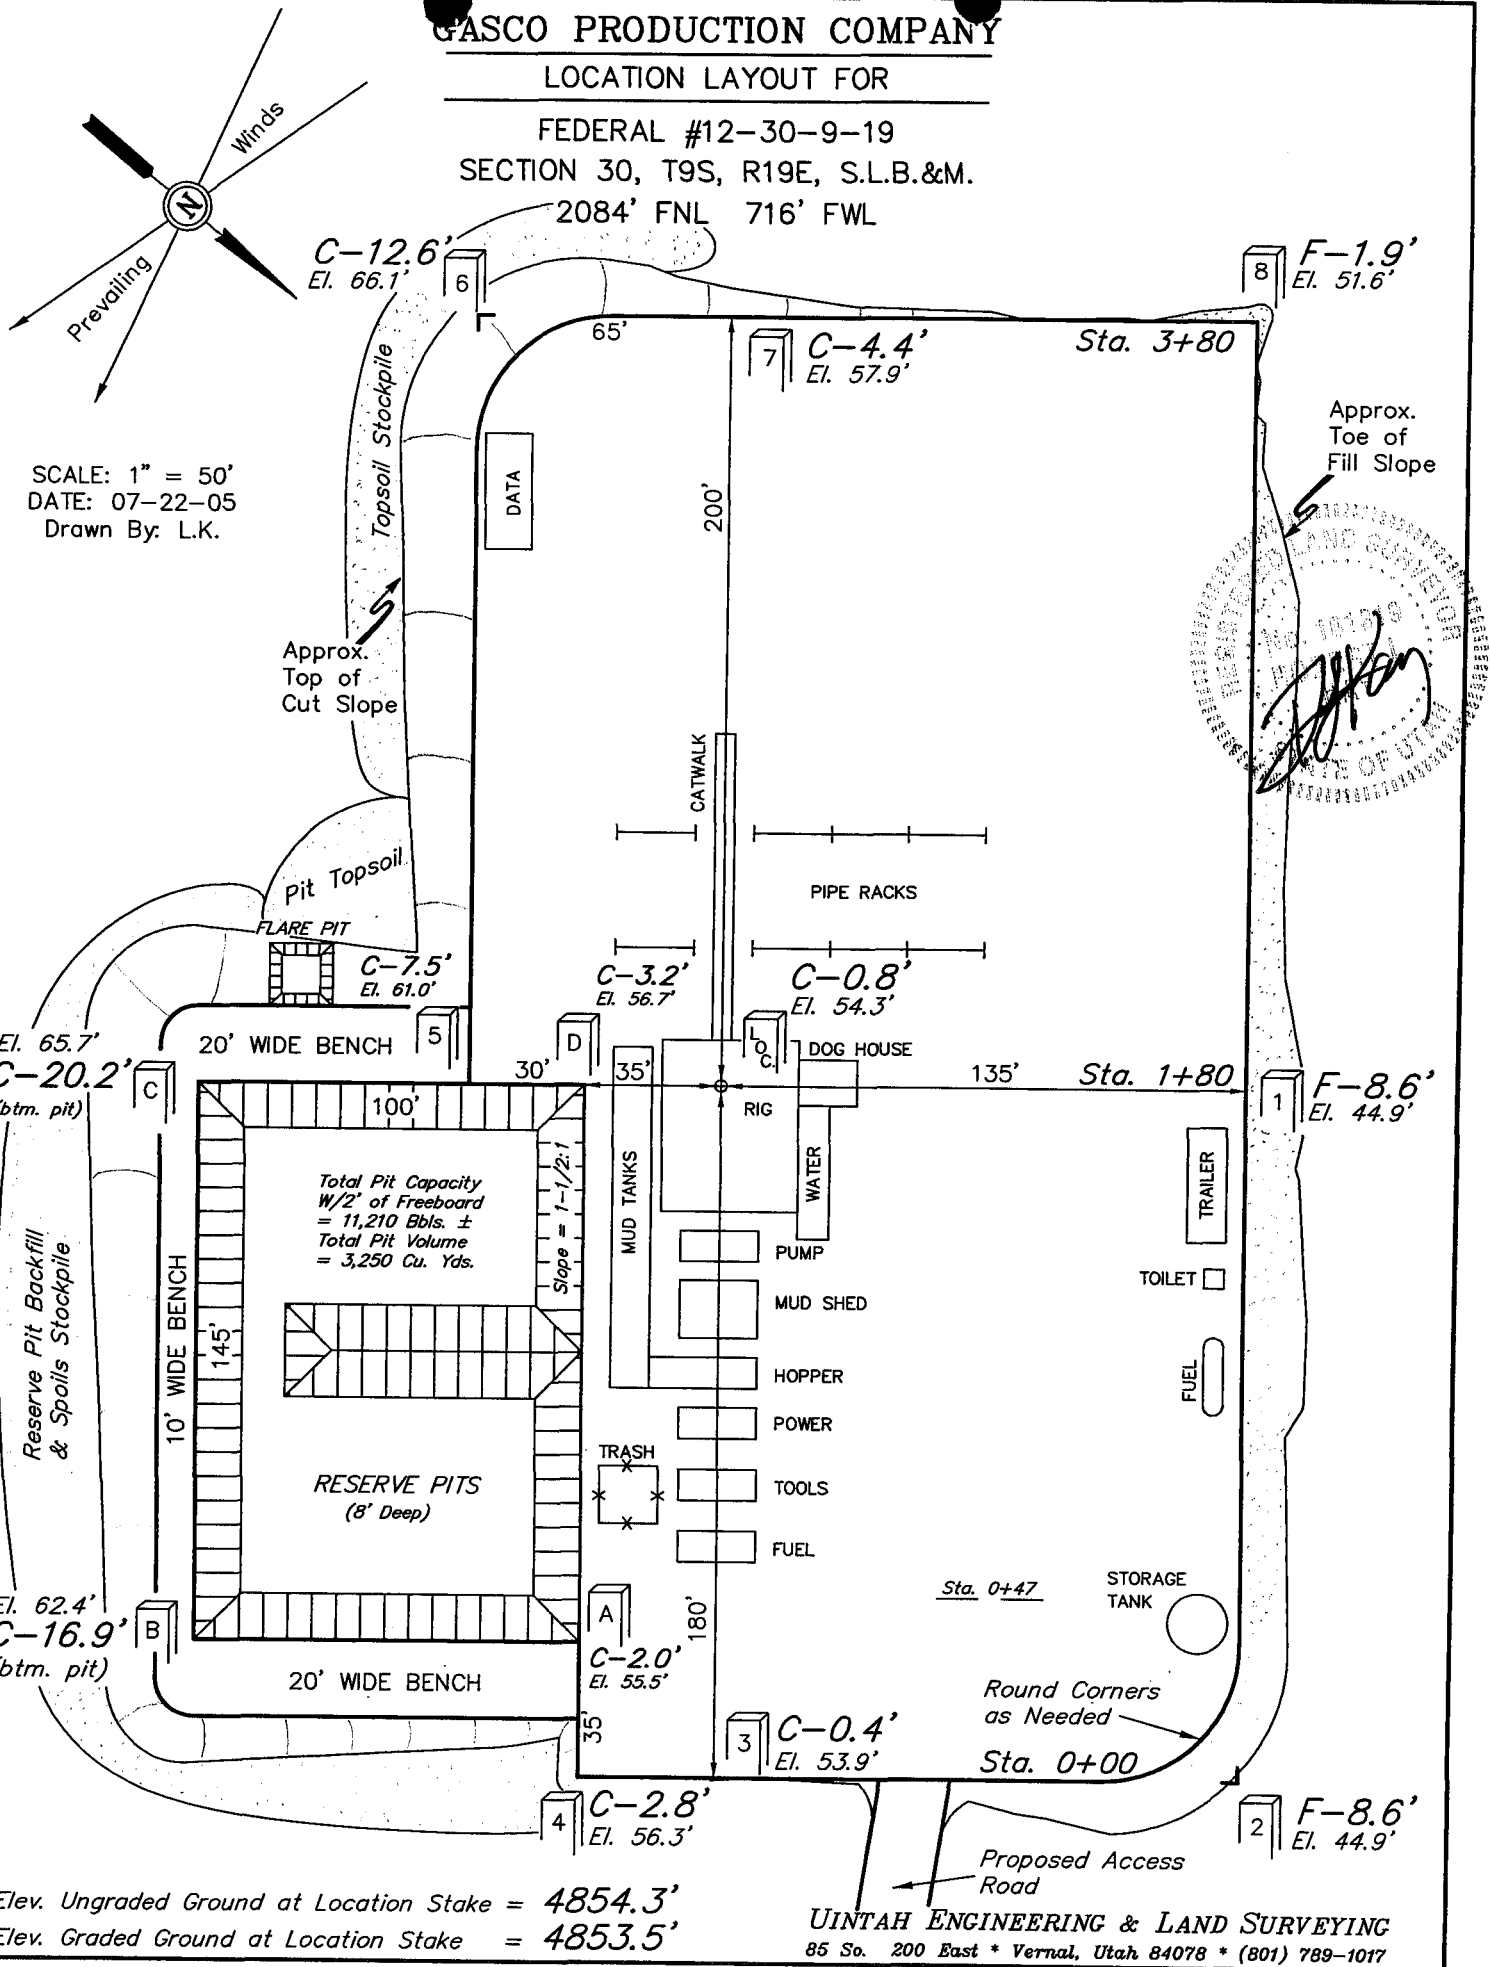 GASCO PRODUCTION COMPANY
LOCATION LAYOUT FOR
FEDERAL #12-30-9-19
SECTION 30, T9S, R19E, S.L.B.&M.
2084' FNL 716' FWL
Winds
N
Prevailing
SCALE: 1" = 50'
DATE: 07-22-05
Drawn By: L.K.
C-12.6'
El. 66.1'
6
F-1.9'
El. 51.6'
8
65'
7
C-4.4'
El. 57.9'
Sta. 3+80
Topsoil Stockpile
DATA
200'
Approx.
Toe of
Fill Slope
REGISTERED LAND SURVEYOR
STATE OF UTAH
Approx.
Top of
Cut Slope
CATWALK
PIPE RACKS
Pit Topsoil
FLARE PIT
C-7.5'
El. 61.0'
5
C-3.2'
El. 56.7'
D
C-0.8'
El. 54.3'
LOC.
DOG HOUSE
20' WIDE BENCH
El. 65.7'
C-20.2'
(btm. pit)
C
30'
35'
135'
Sta. 1+80
RIG
1
F-8.6'
El. 44.9'
100'
Total Pit Capacity
W/2' of Freeboard
= 11,210 Bbls. ±
Total Pit Volume
= 3,250 Cu. Yds.
Slope = 1-1/2:1
MUD TANKS
WATER
TRAILER
PUMP
TOILET
MUD SHED
HOPPER
FUEL
POWER
Reserve Pit Backfill
& Spoils Stockpile
10' WIDE BENCH
145'
RESERVE PITS
(8' Deep)
TRASH
TOOLS
FUEL
Sta. 0+47
STORAGE
TANK
El. 62.4'
C-16.9'
(btm. pit)
B
A
C-2.0'
El. 55.5'
180'
20' WIDE BENCH
35'
Round Corners
as Needed
3
C-0.4'
El. 53.9'
Sta. 0+00
4
C-2.8'
El. 56.3'
2
F-8.6'
El. 44.9'
Proposed Access
Road
Elev. Ungraded Ground at Location Stake = 4854.3'
Elev. Graded Ground at Location Stake = 4853.5'
UINTAH ENGINEERING & LAND SURVEYING
85 So. 200 East * Vernal, Utah 84078 * (801) 789-1017